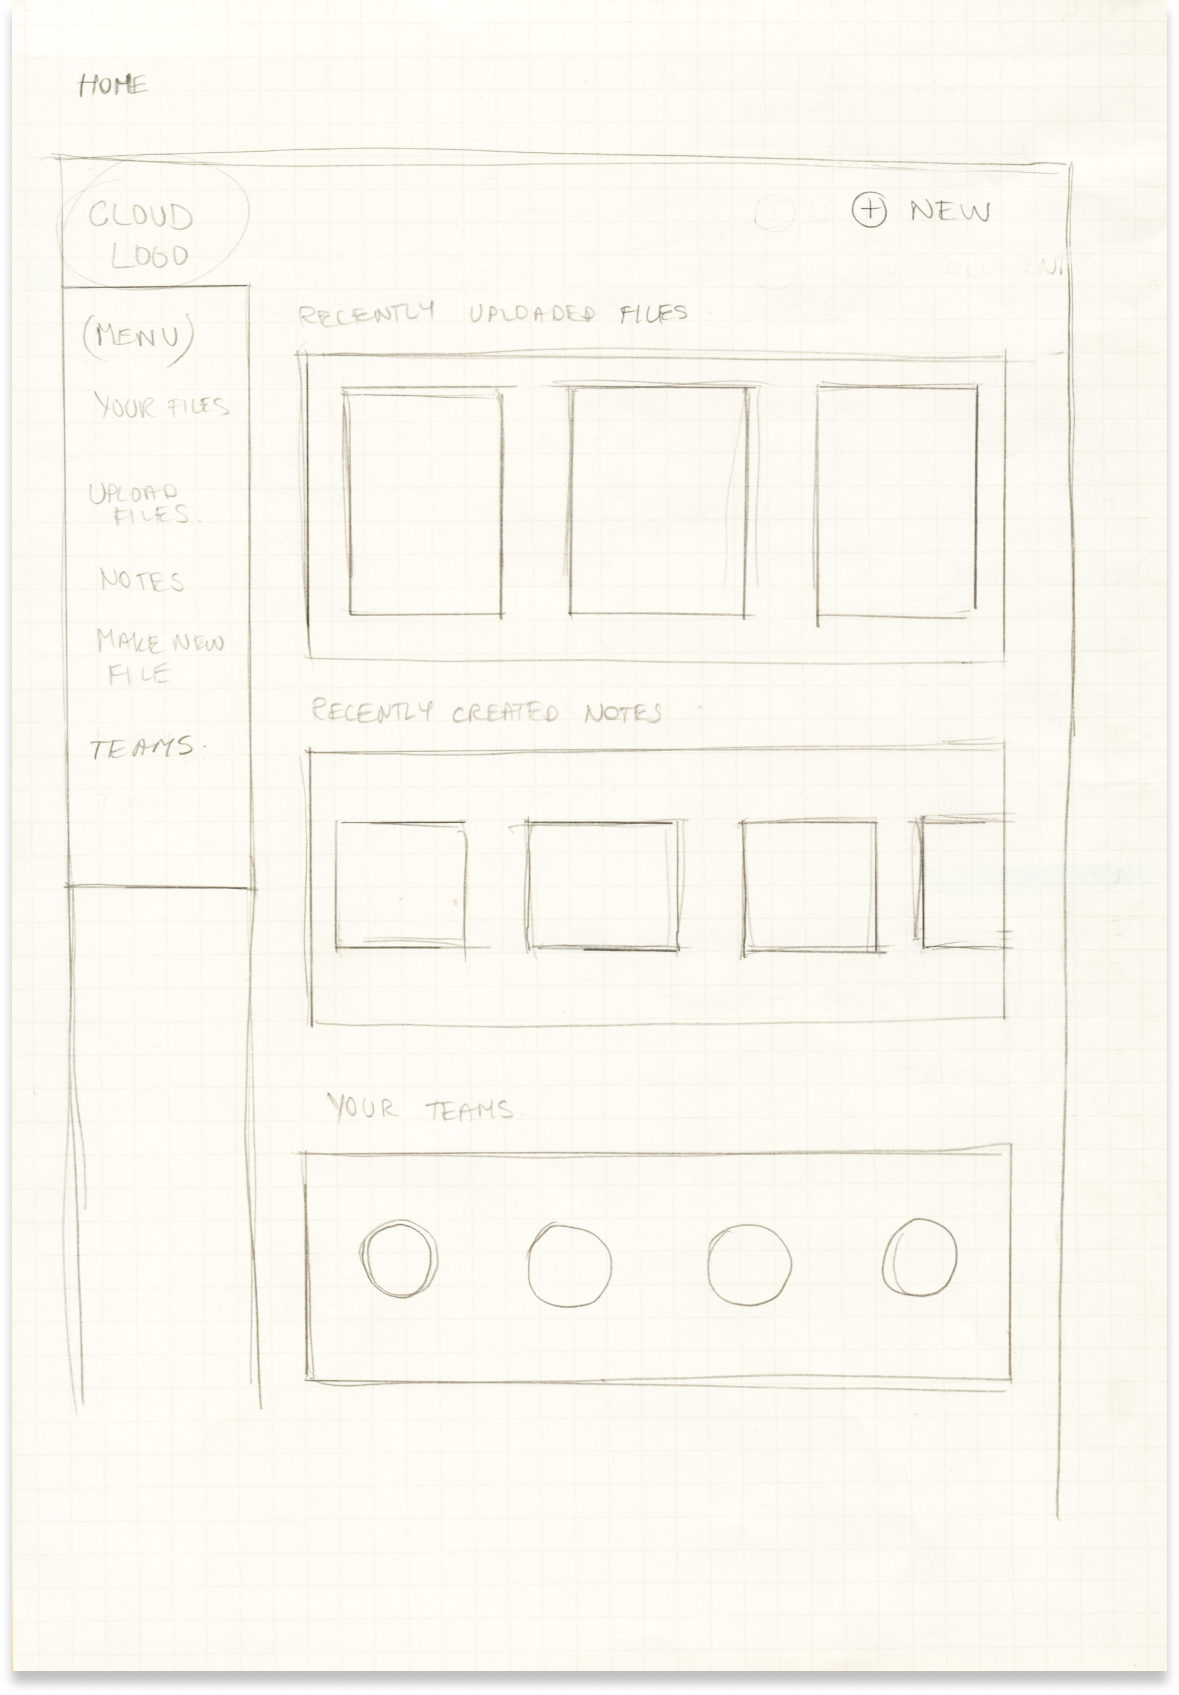 HOME
CLOUD
LOGO
+ NEW
(MENU)
YOUR FILES
UPLOAD
FILES.
NOTES
MAKE NEW
FILE
TEAMS.
RECENTLY UPLOADED FILES
RECENTLY CREATED NOTES
YOUR TEAMS